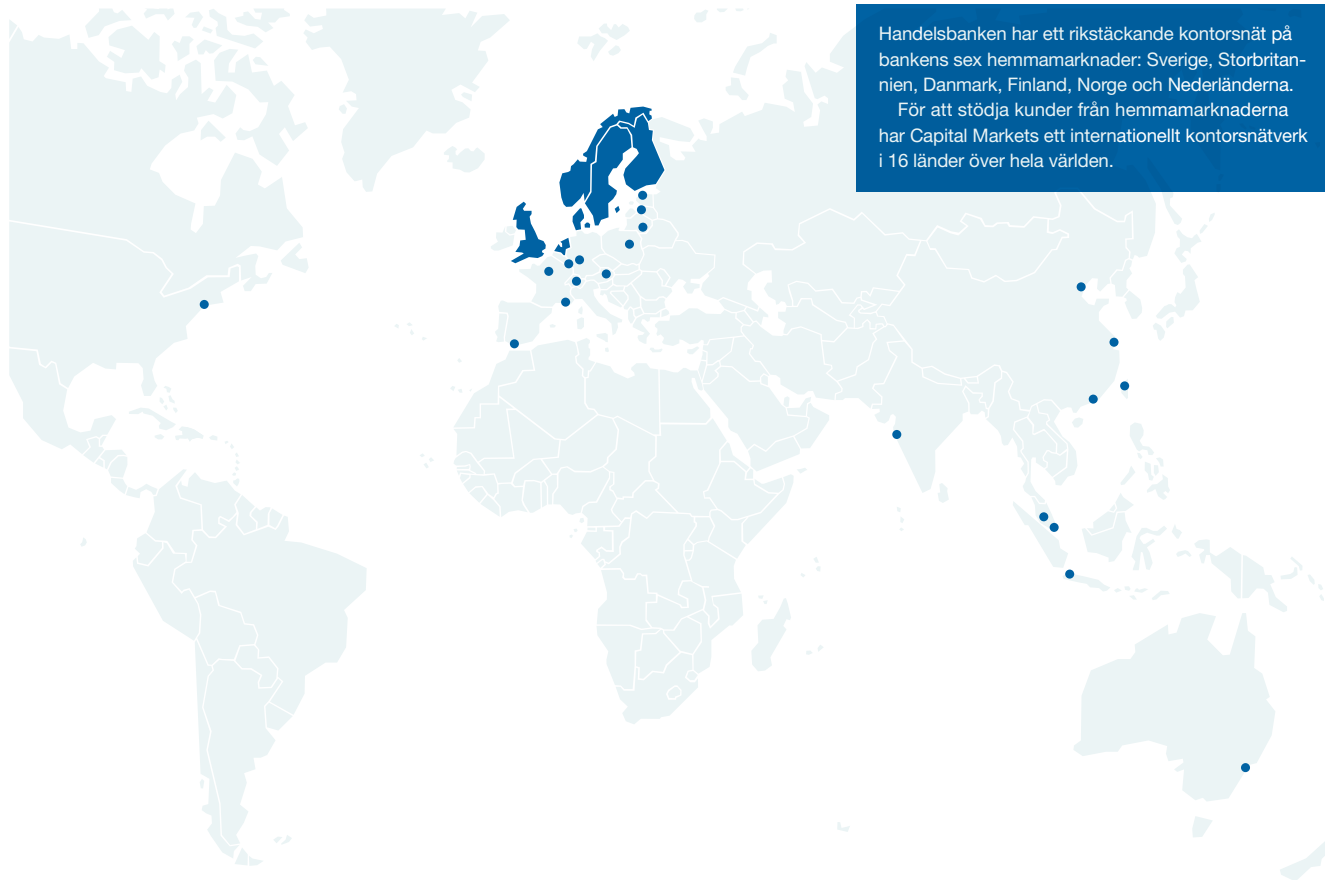 Handelsbanken har ett rikstäckande kontorsnät på
bankens sex hemmamarknader: Sverige, Storbritan-
nien, Danmark, Finland, Norge och Nederländerna.
För att stödja kunder från hemmamarknaderna
har Capital Markets ett internationellt kontorsnätverk
i 16 länder över hela världen.